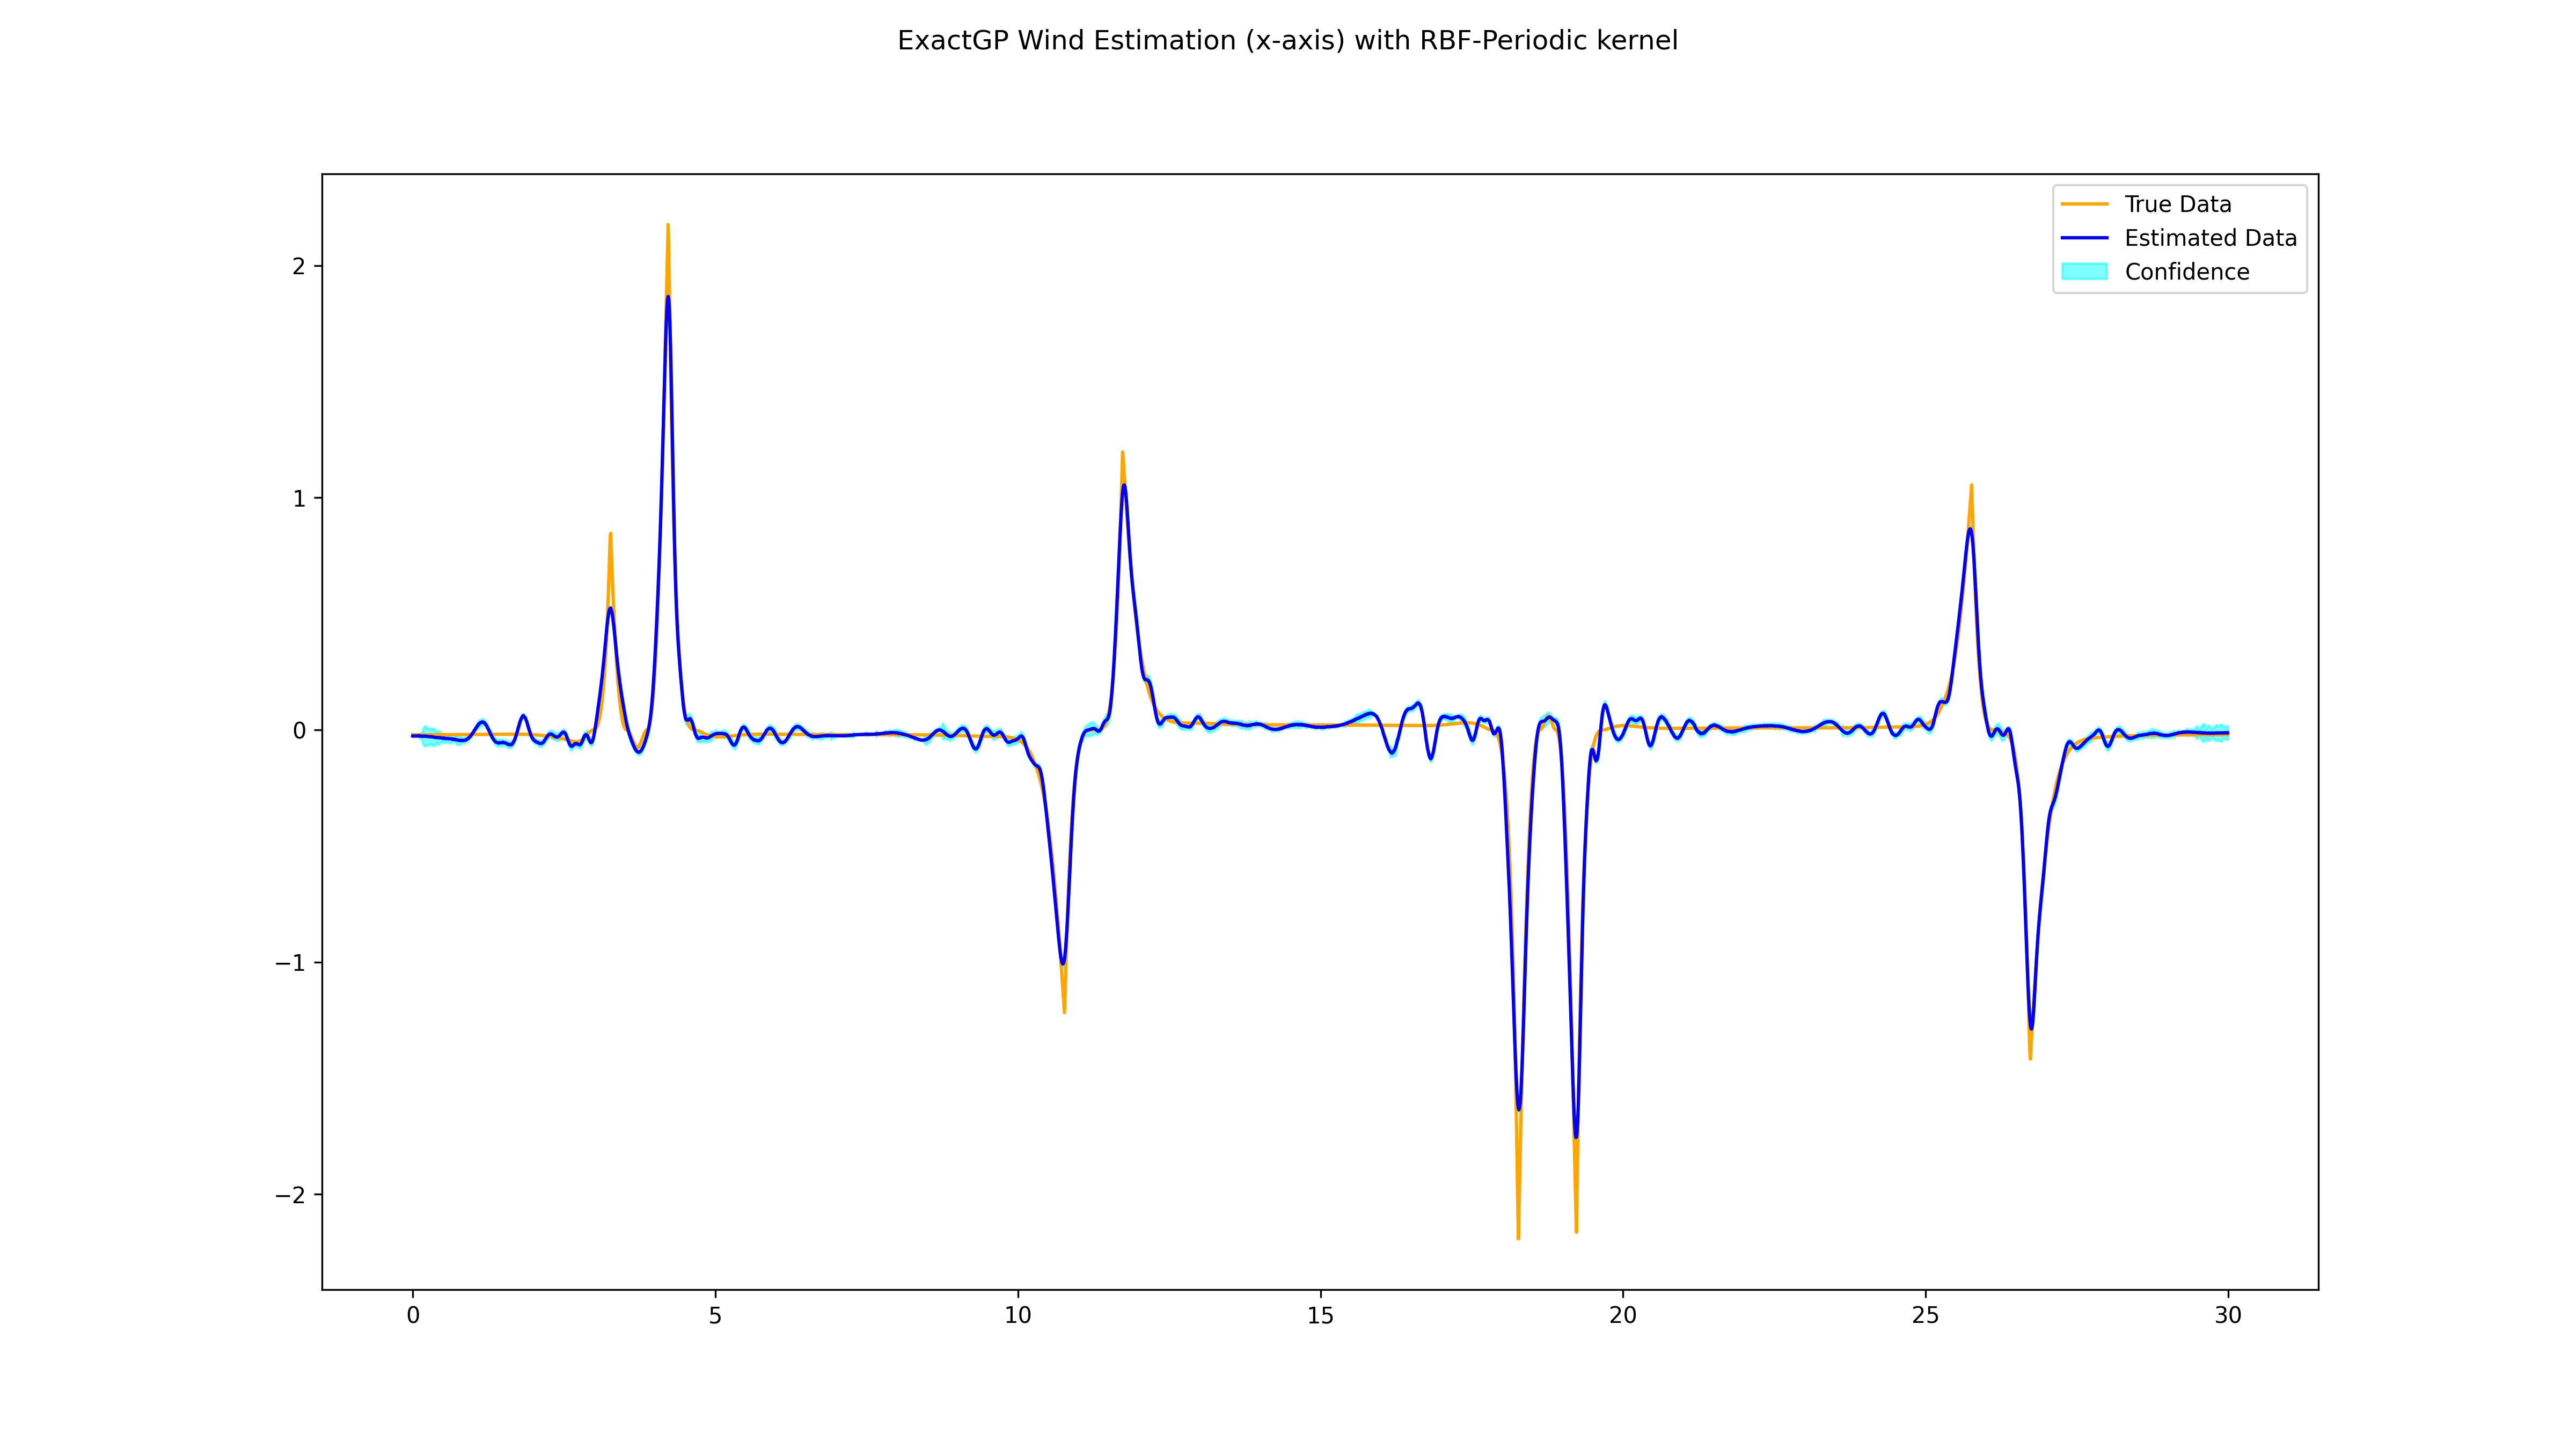 ExactGP Wind Estimation (x-axis) with RBF-Periodic kernel
True Data
Estimated Data
Confidence
2
1
0
−1
−2
0 5 10 15 20 25 30